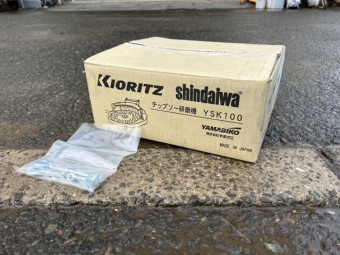 KIORITZ shindaiwa
チップソー研磨機 YSK100
YAMABIKO
MADE IN JAPAN